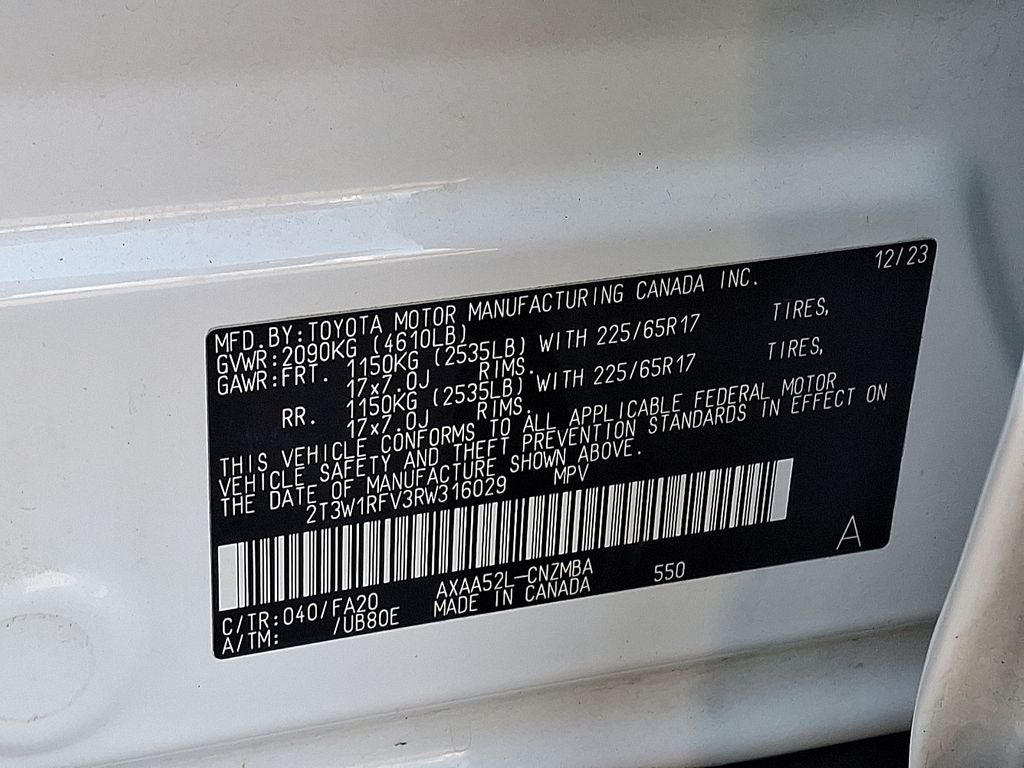 12/23
MFD.BY:TOYOTA MOTOR MANUFACTURING CANADA INC.
GVWR:2090KG (4610LB)
GAWR:FRT. 1150KG (2535LB) WITH 225/65R17 TIRES,
17x7.0J RIMS.
RR. 1150KG (2535LB) WITH 225/65R17 TIRES,
17x7.0J RIMS.
THIS VEHICLE CONFORMS TO ALL APPLICABLE FEDERAL MOTOR
VEHICLE SAFETY AND THEFT PREVENTION STANDARDS IN EFFECT ON
THE DATE OF MANUFACTURE SHOWN ABOVE.
2T3W1RFV3RW316029 MPV
A
C/TR:040/FA20 AXAA52L-CNZMBA 550
A/TM: /UB80E MADE IN CANADA